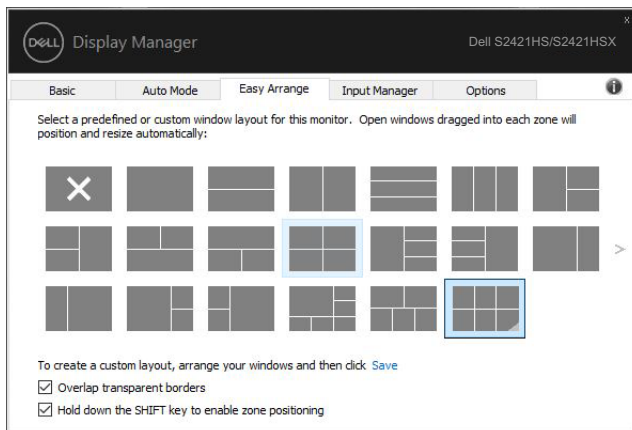 DELL Display Manager Dell S2421HS/S2421HSX x
Basic Auto Mode Easy Arrange Input Manager Options i
Select a predefined or custom window layout for this monitor. Open windows dragged into each zone will
position and resize automatically:
>
To create a custom layout, arrange your windows and then click Save
Overlap transparent borders
Hold down the SHIFT key to enable zone positioning